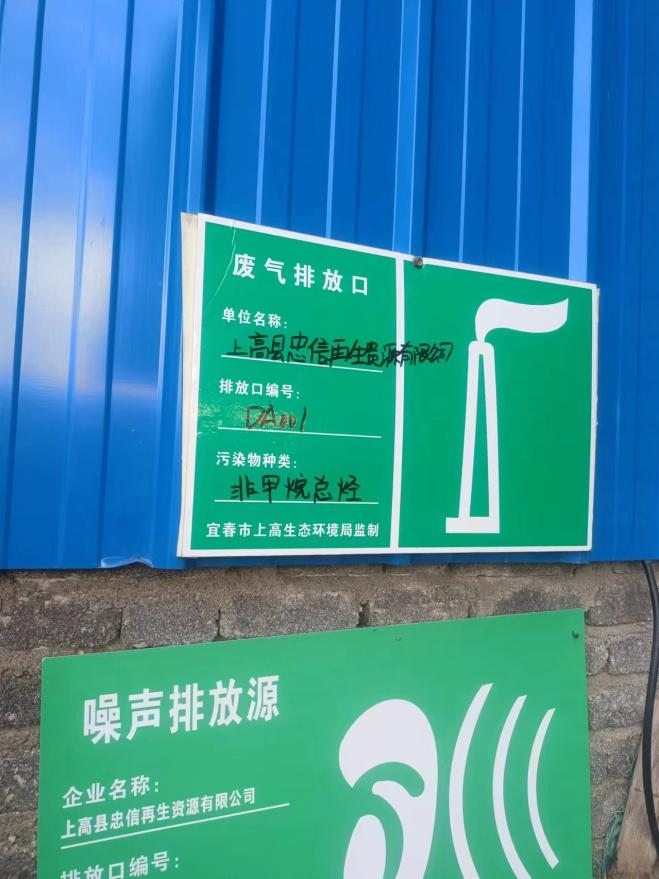 废气排放口
单位名称:
上高县忠信再生资源有限公司
排放口编号:
DA001
污染物种类:
非甲烷总烃
宜春市上高生态环境局监制
噪声排放源
企业名称:
上高县忠信再生资源有限公司
排放口编号: